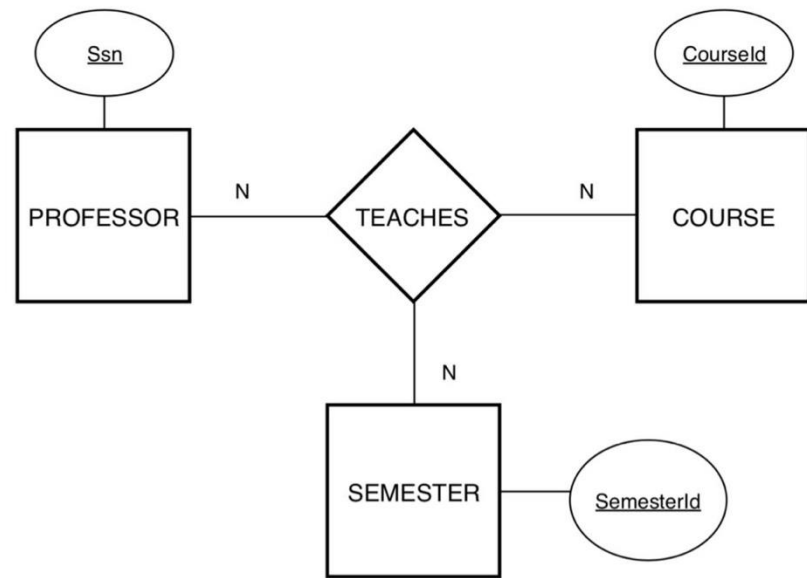 Ssn
CourseId
PROFESSOR
N
TEACHES
N
COURSE
N
SEMESTER
SemesterId